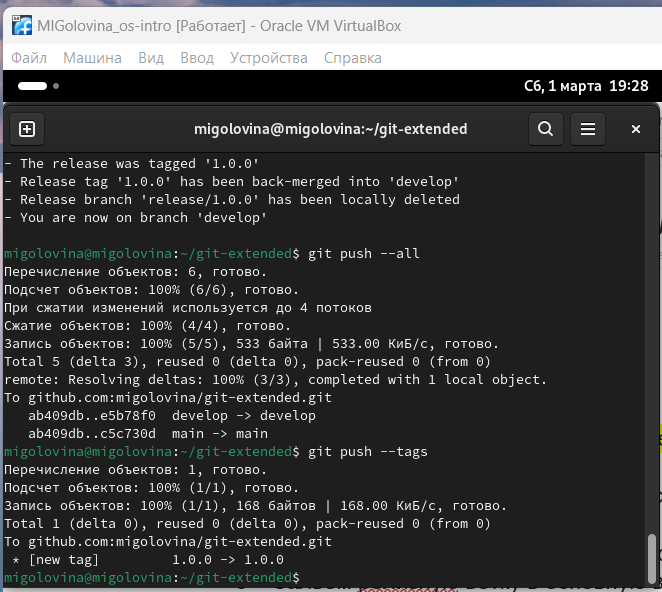 MIGolovina_os-intro [Работает] - Oracle VM VirtualBox
Файл Машина Вид Ввод Устройства Справка
Сб, 1 марта 19:28
migolovina@migolovina:~/git-extended
- The release was tagged '1.0.0'
- Release tag '1.0.0' has been back-merged into 'develop'
- Release branch 'release/1.0.0' has been locally deleted
- You are now on branch 'develop'
migolovina@migolovina:~/git-extended$ git push --all
Перечисление объектов: 6, готово.
Подсчет объектов: 100% (6/6), готово.
При сжатии изменений используется до 4 потоков
Сжатие объектов: 100% (4/4), готово.
Запись объектов: 100% (5/5), 533 байта | 533.00 КиБ/с, готово.
Total 5 (delta 3), reused 0 (delta 0), pack-reused 0 (from 0)
remote: Resolving deltas: 100% (3/3), completed with 1 local object.
To github.com:migolovina/git-extended.git
   ab409db..e5b78f0  develop -> develop
   ab409db..c5c730d  main -> main
migolovina@migolovina:~/git-extended$ git push --tags
Перечисление объектов: 1, готово.
Подсчет объектов: 100% (1/1), готово.
Запись объектов: 100% (1/1), 168 байтов | 168.00 КиБ/с, готово.
Total 1 (delta 0), reused 0 (delta 0), pack-reused 0 (from 0)
To github.com:migolovina/git-extended.git
 * [new tag]         1.0.0 -> 1.0.0
migolovina@migolovina:~/git-extended$